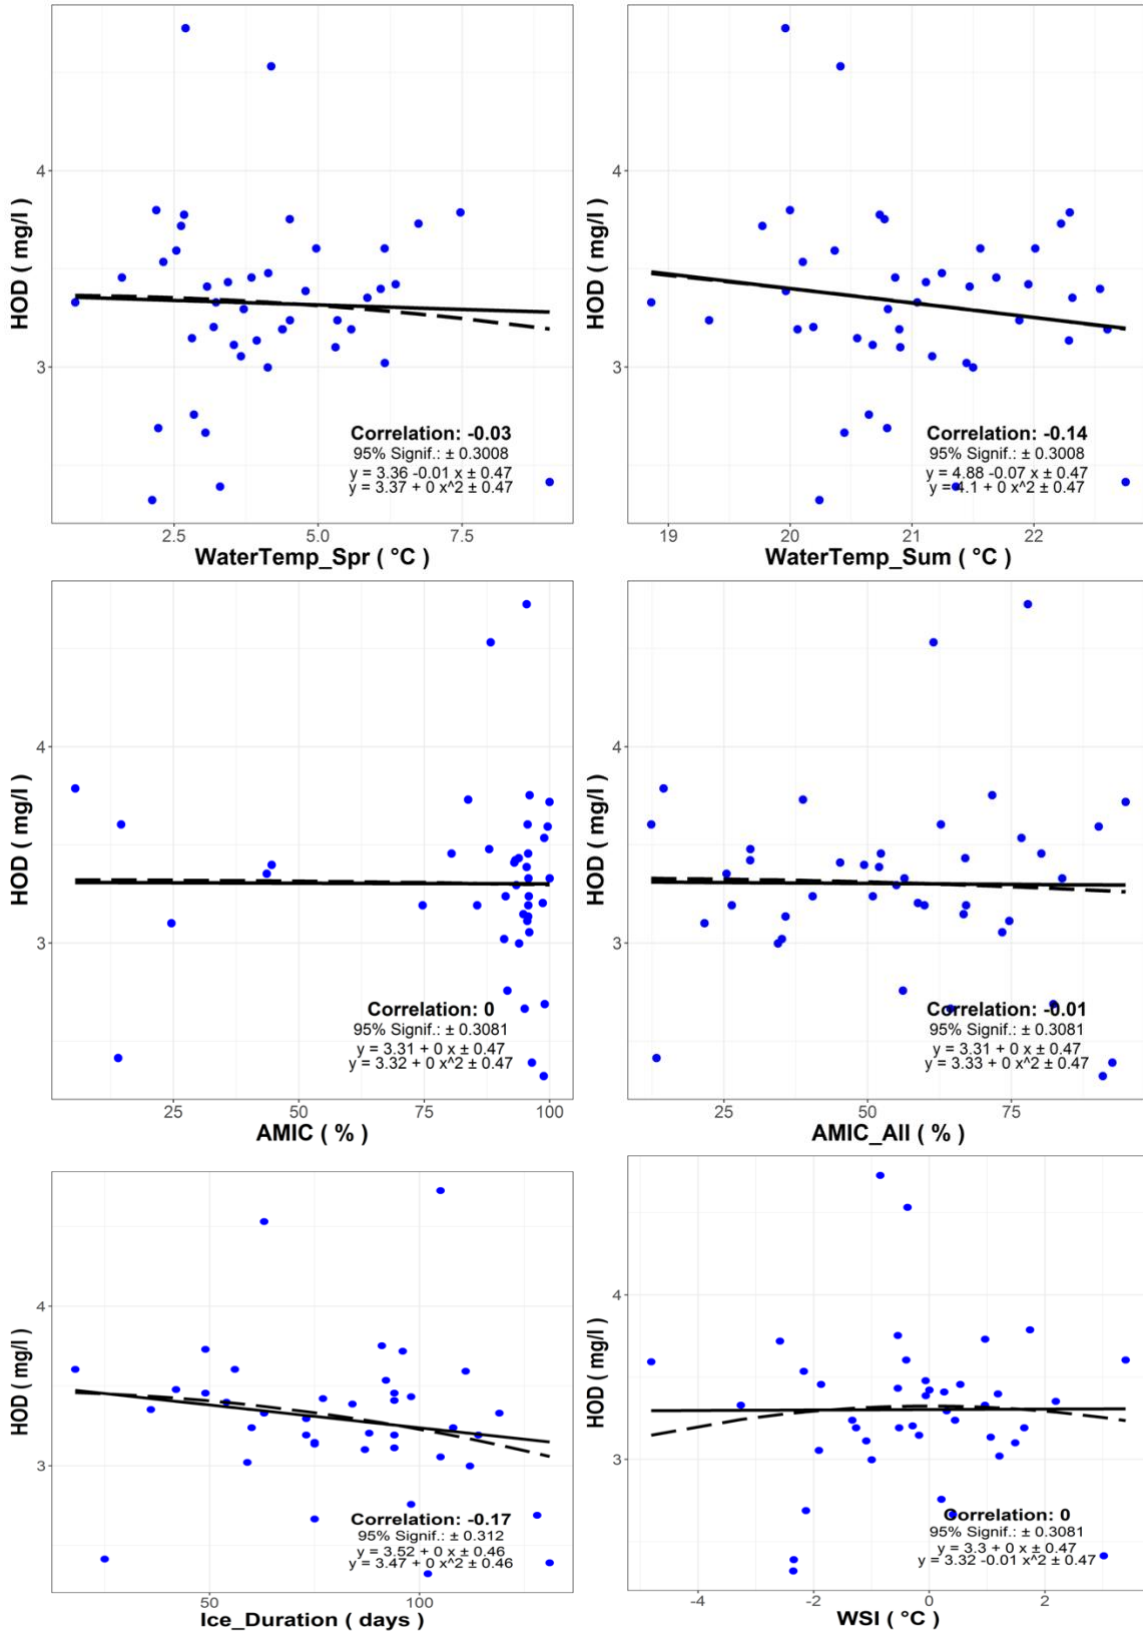 HOD ( mg/l )
4
3
Correlation: -0.03
95% Signif.: ± 0.3008
y = 3.36 -0.01 x ± 0.47
y = 3.37 + 0 x^2 ± 0.47
2.5 5.0 7.5
WaterTemp_Spr ( °C )
HOD ( mg/l )
4
3
Correlation: -0.14
95% Signif.: ± 0.3008
y = 4.88 -0.07 x ± 0.47
y = 4.1 + 0 x^2 ± 0.47
19 20 21 22
WaterTemp_Sum ( °C )
HOD ( mg/l )
4
3
Correlation: 0
95% Signif.: ± 0.3081
y = 3.31 + 0 x ± 0.47
y = 3.32 + 0 x^2 ± 0.47
25 50 75 100
AMIC ( % )
HOD ( mg/l )
4
3
Correlation: -0.01
95% Signif.: ± 0.3081
y = 3.31 + 0 x ± 0.47
y = 3.33 + 0 x^2 ± 0.47
25 50 75
AMIC_All ( % )
HOD ( mg/l )
4
3
Correlation: -0.17
95% Signif.: ± 0.312
y = 3.52 + 0 x ± 0.46
y = 3.47 + 0 x^2 ± 0.46
50 100
Ice_Duration ( days )
HOD ( mg/l )
4
3
Correlation: 0
95% Signif.: ± 0.3081
y = 3.3 + 0 x ± 0.47
y = 3.32 -0.01 x^2 ± 0.47
-4 -2 0 2
WSI ( °C )